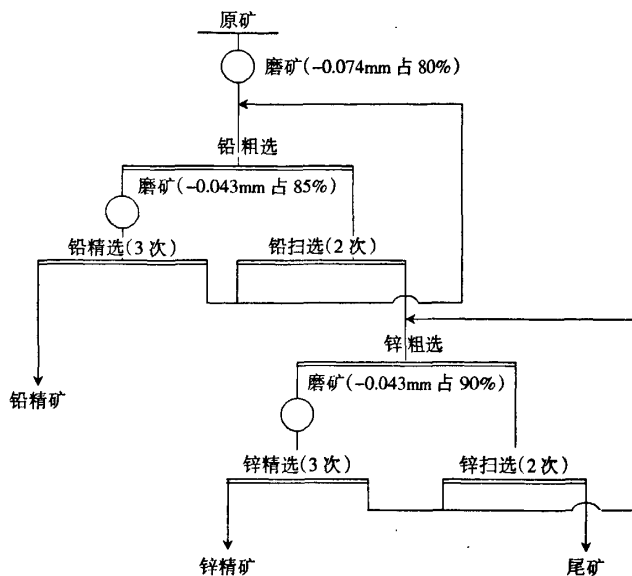 原矿
磨矿(-0.074mm 占 80%)
铅粗选
磨矿(-0.043mm 占 85%)
铅精选(3 次)
铅扫选(2 次)
锌粗选
铅精矿
磨矿(-0.043mm 占 90%)
锌精选(3 次)
锌扫选(2 次)
锌精矿
尾矿